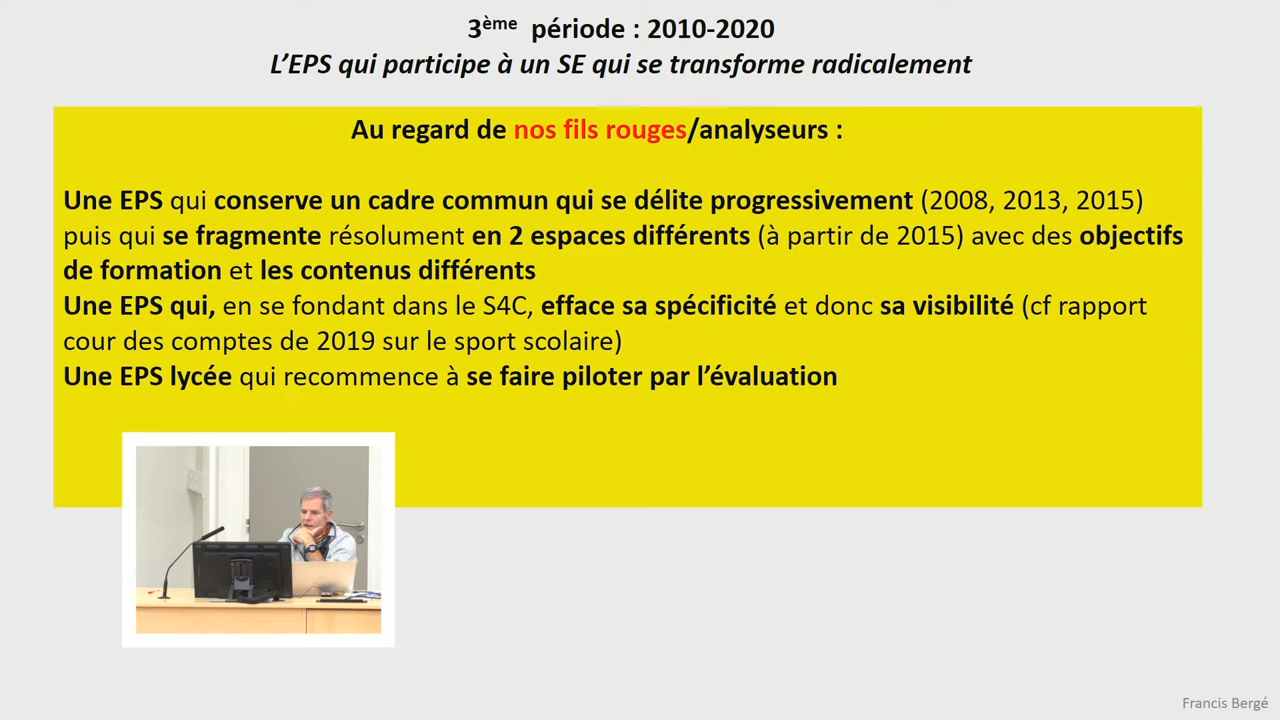 3ème période : 2010-2020
L’EPS qui participe à un SE qui se transforme radicalement
Au regard de nos fils rouges/analyseurs :
Une EPS qui conserve un cadre commun qui se délite progressivement (2008, 2013, 2015)
puis qui se fragmente résolument en 2 espaces différents (à partir de 2015) avec des objectifs
de formation et les contenus différents
Une EPS qui, en se fondant dans le S4C, efface sa spécificité et donc sa visibilité (cf rapport
cour des comptes de 2019 sur le sport scolaire)
Une EPS lycée qui recommence à se faire piloter par l’évaluation
Francis Bergé